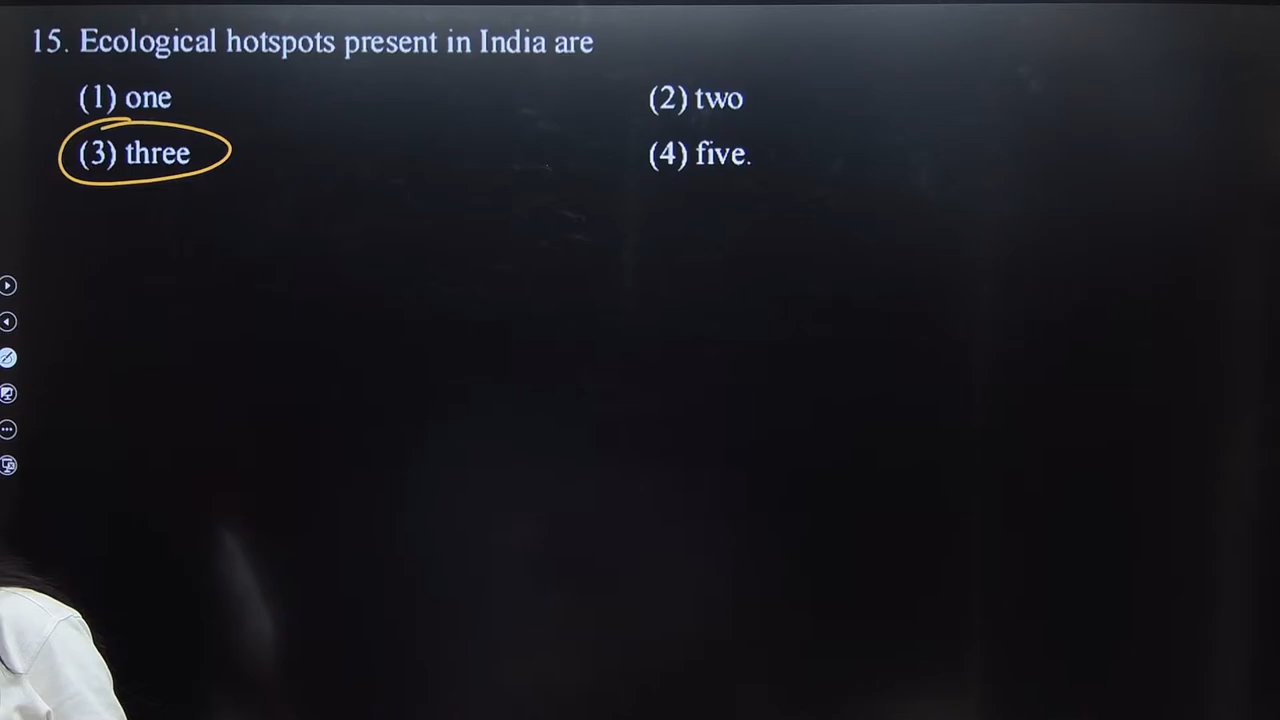 15. Ecological hotspots present in India are
(1) one (2) two
(3) three (4) five.